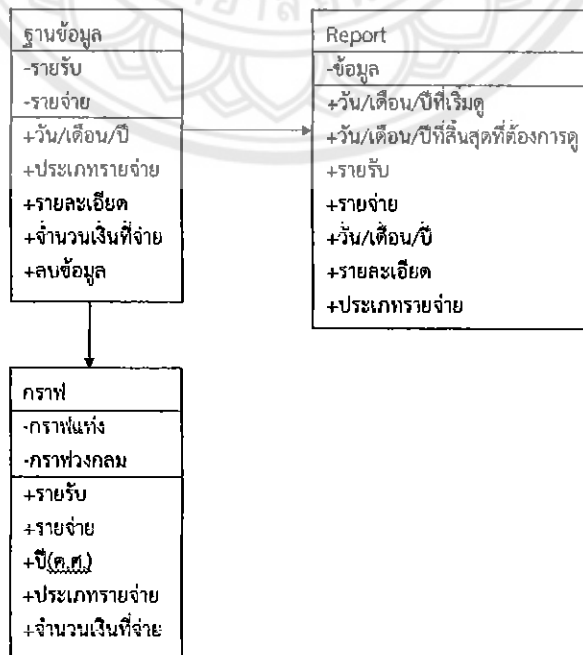 ฐานข้อมูล
-รายรับ
-รายจ่าย
+วัน/เดือน/ปี
+ประเภทรายจ่าย
+รายละเอียด
+จำนวนเงินที่จ่าย
+ลบข้อมูล
Report
-ข้อมูล
+วัน/เดือน/ปีที่เริ่มดู
+วัน/เดือน/ปีที่สิ้นสุดที่ต้องการดู
+รายรับ
+รายจ่าย
+วัน/เดือน/ปี
+รายละเอียด
+ประเภทรายจ่าย
กราฟ
-กราฟแท่ง
-กราฟวงกลม
+รายรับ
+รายจ่าย
+ปี(ค.ศ.)
+ประเภทรายจ่าย
+จำนวนเงินที่จ่าย